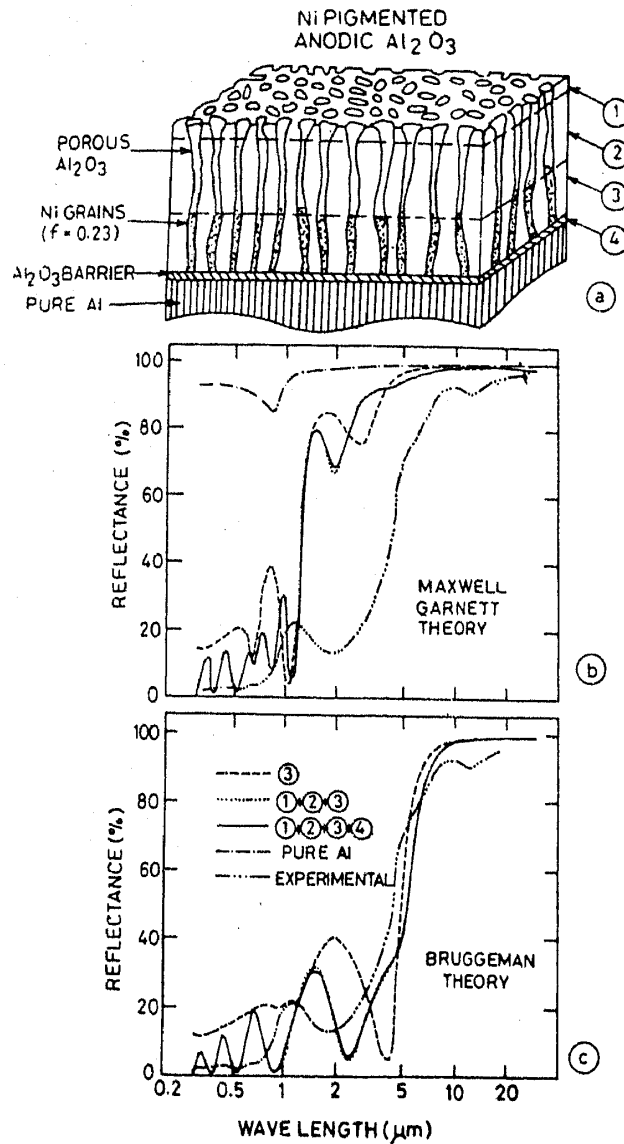 Ni PIGMENTED
ANODIC Al2O3
POROUS
Al2O3
Ni GRAINS
(f = 0.23)
Al2O3 BARRIER
PURE Al
1
2
3
4
a
REFLECTANCE (%)
100
80
60
40
20
0
MAXWELL
GARNETT
THEORY
b
REFLECTANCE (%)
100
80
60
40
20
0
3
1+2+3
1+2+3+4
PURE Al
EXPERIMENTAL
BRUGGEMAN
THEORY
c
0.2
0.5
1
2
5
10
20
WAVE LENGTH (μm)